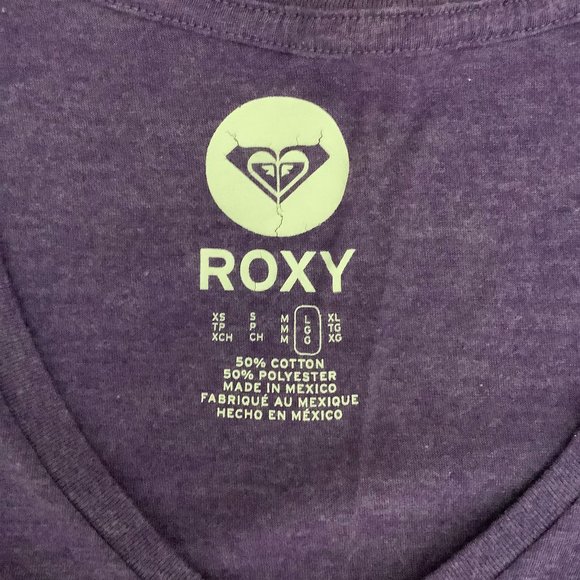 ROXY
XS S M L XL
TP P M G TG
XCH CH M G XG
50% COTTON
50% POLYESTER
MADE IN MEXICO
FABRIQUÉ AU MEXIQUE
HECHO EN MÉXICO